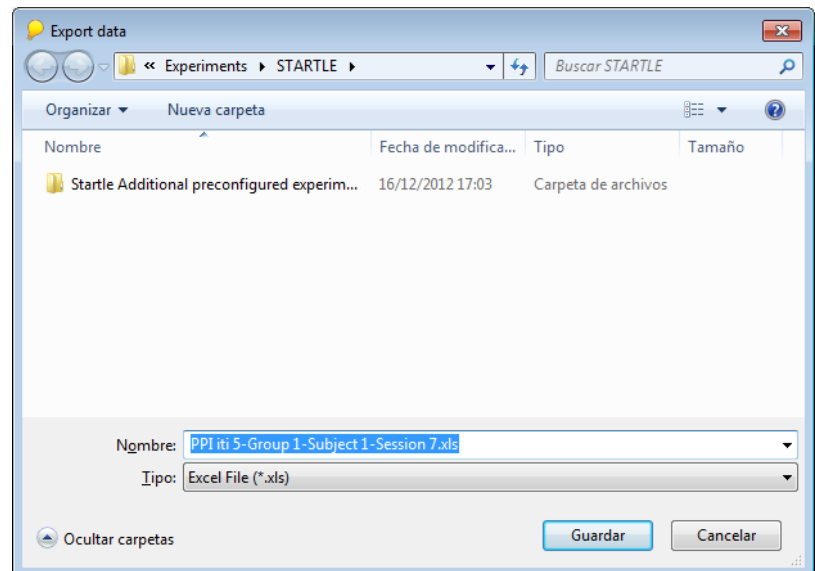 Export data
« Experiments ▸ STARTLE ▸ Buscar STARTLE
Organizar Nueva carpeta
Nombre Fecha de modifica... Tipo Tamaño
Startle Additional preconfigured experim... 16/12/2012 17:03 Carpeta de archivos
Nombre: PPI iti 5-Group 1-Subject 1-Session 7.xls
Tipo: Excel File (*.xls)
Ocultar carpetas Guardar Cancelar